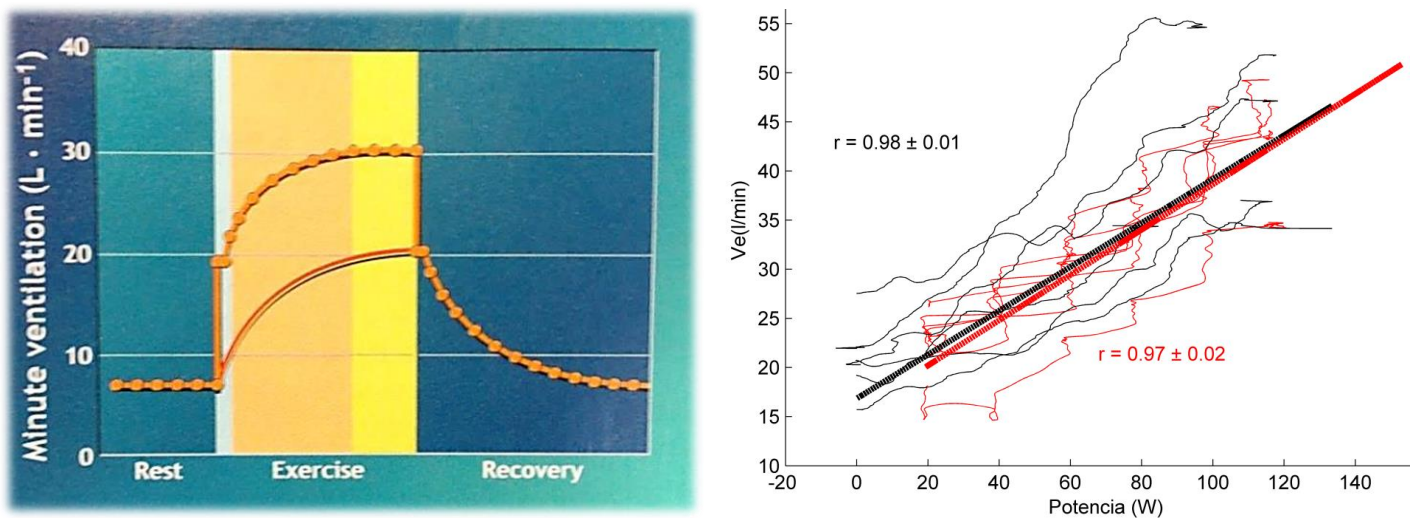 Minute ventilation (L · min⁻¹)
40
30
20
10
0
Rest Exercise Recovery
Ve(l/min)
55
50
45
40
35
30
25
20
15
10
r = 0.98 ± 0.01
r = 0.97 ± 0.02
-20 0 20 40 60 80 100 120 140
Potencia (W)